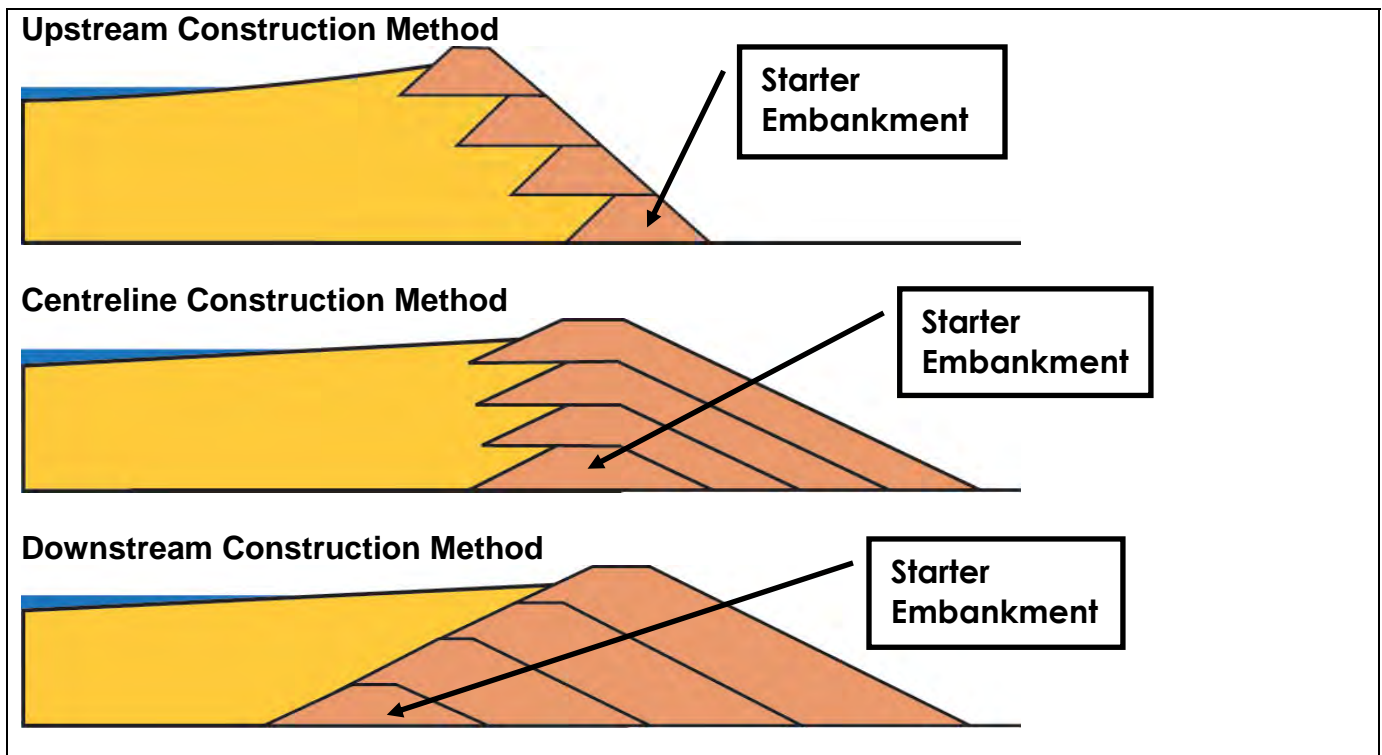 Upstream Construction Method
Starter
Embankment
Centreline Construction Method
Starter
Embankment
Downstream Construction Method
Starter
Embankment